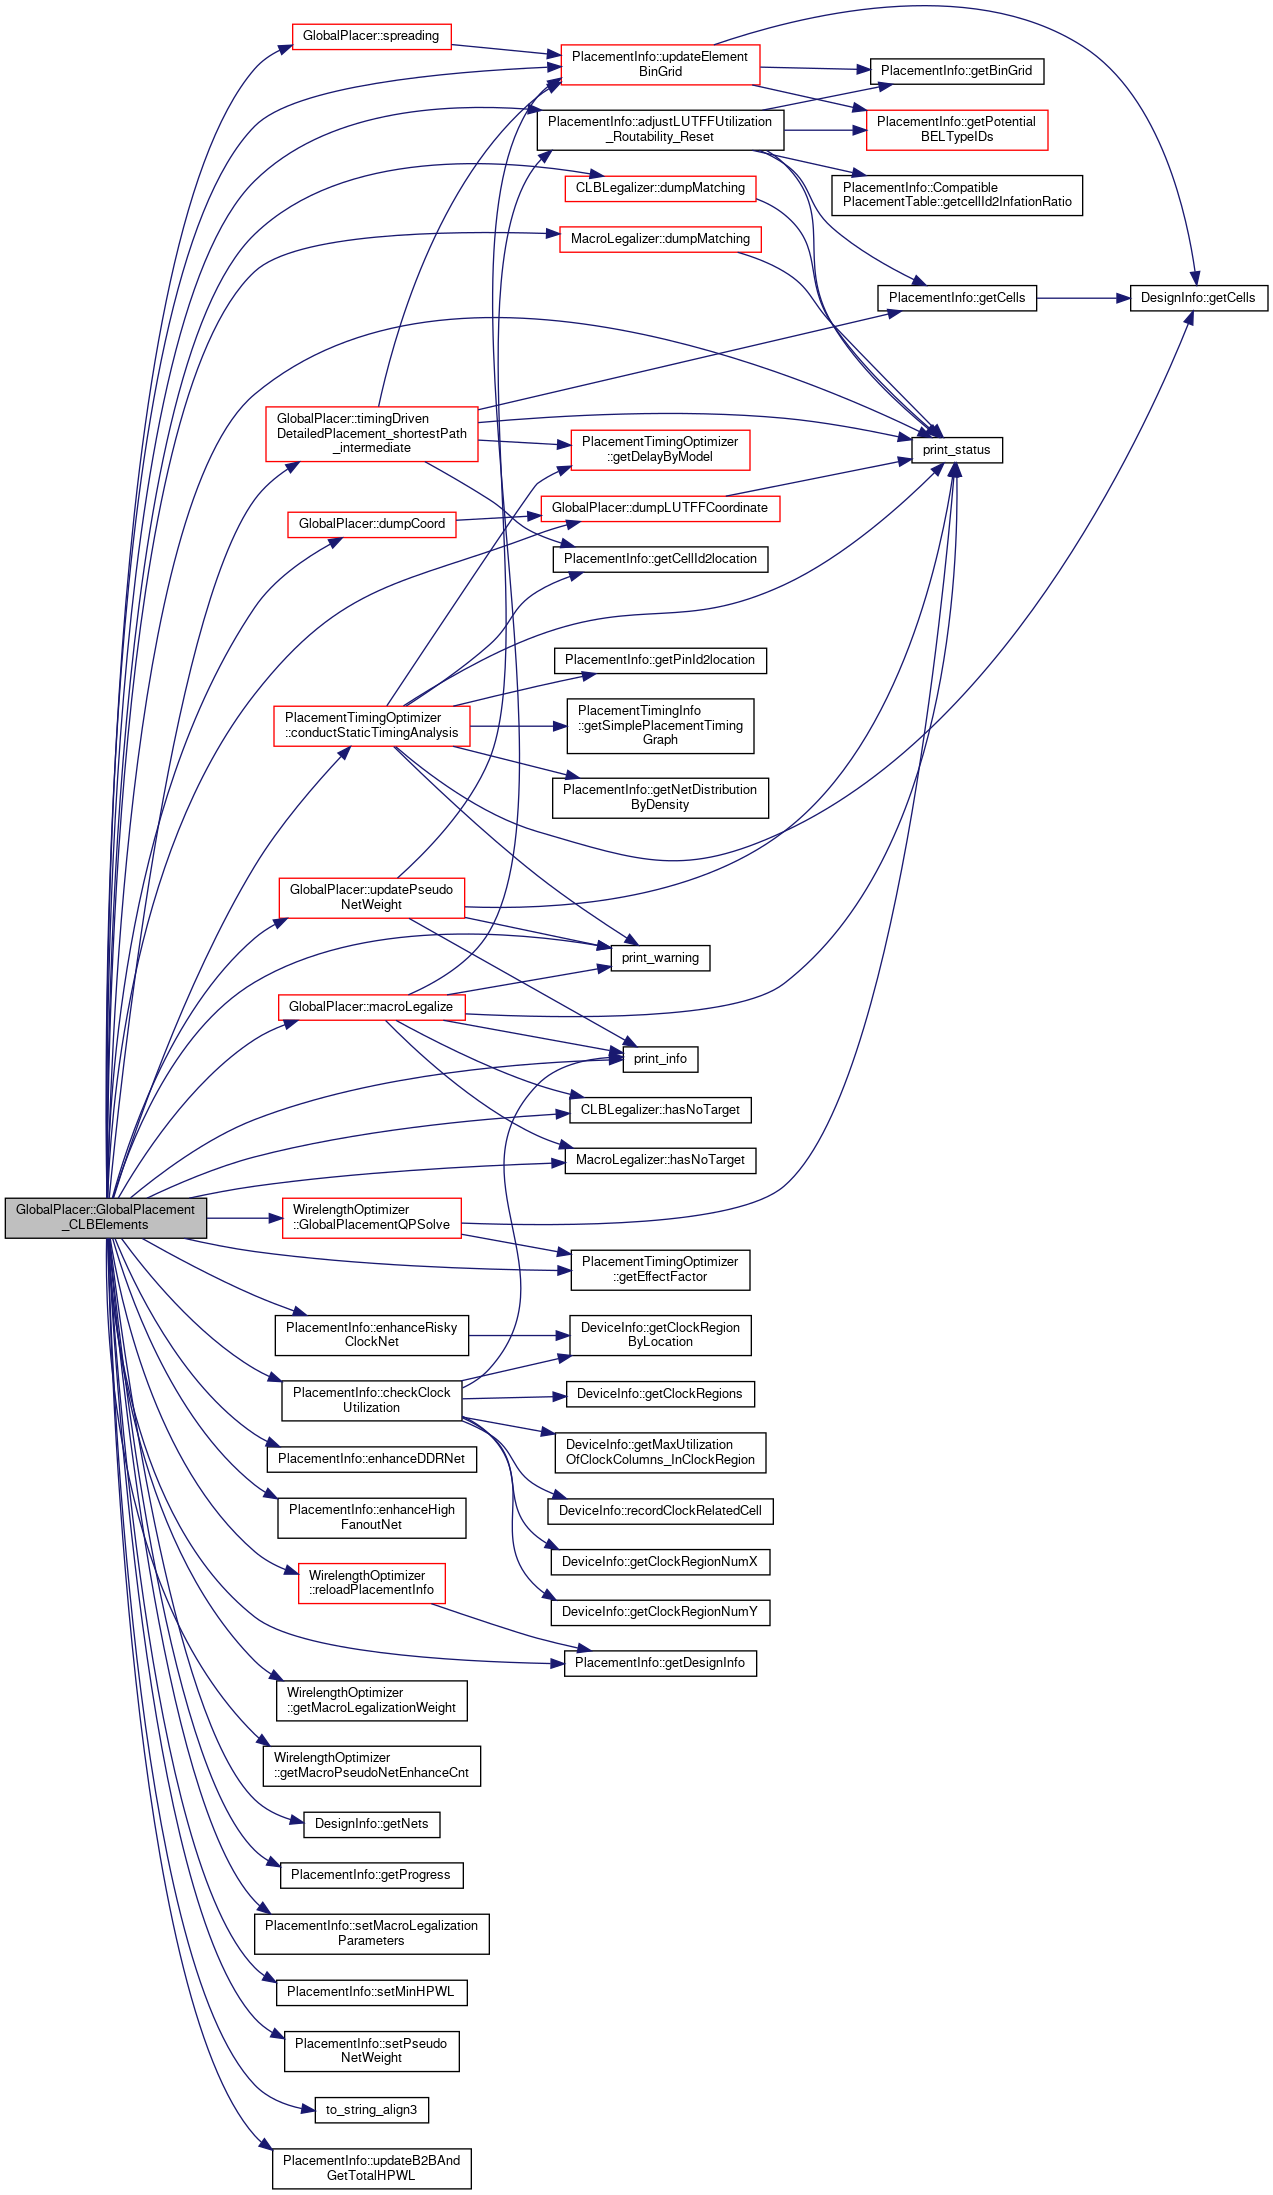 GlobalPlacer::spreading
PlacementInfo::updateElement
BinGrid
PlacementInfo::getBinGrid
PlacementInfo::adjustLUTFFUtilization
_Routability_Reset
PlacementInfo::getPotential
BELTypeIDs
CLBLegalizer::dumpMatching
PlacementInfo::Compatible
PlacementTable::getcellId2InfationRatio
MacroLegalizer::dumpMatching
PlacementInfo::getCells
DesignInfo::getCells
GlobalPlacer::timingDriven
DetailedPlacement_shortestPath
_intermediate
PlacementTimingOptimizer
::getDelayByModel
print_status
GlobalPlacer::dumpCoord
GlobalPlacer::dumpLUTFFCoordinate
PlacementInfo::getCellId2location
PlacementInfo::getPinId2location
PlacementTimingOptimizer
::conductStaticTimingAnalysis
PlacementTimingInfo
::getSimplePlacementTiming
Graph
PlacementInfo::getNetDistribution
ByDensity
GlobalPlacer::updatePseudo
NetWeight
print_warning
GlobalPlacer::macroLegalize
print_info
CLBLegalizer::hasNoTarget
MacroLegalizer::hasNoTarget
GlobalPlacer::GlobalPlacement
_CLBElements
WirelengthOptimizer
::GlobalPlacementQPSolve
PlacementTimingOptimizer
::getEffectFactor
PlacementInfo::enhanceRisky
ClockNet
DeviceInfo::getClockRegion
ByLocation
PlacementInfo::checkClock
Utilization
DeviceInfo::getClockRegions
DeviceInfo::getMaxUtilization
OfClockColumns_InClockRegion
PlacementInfo::enhanceDDRNet
DeviceInfo::recordClockRelatedCell
PlacementInfo::enhanceHigh
FanoutNet
DeviceInfo::getClockRegionNumX
WirelengthOptimizer
::reloadPlacementInfo
DeviceInfo::getClockRegionNumY
PlacementInfo::getDesignInfo
WirelengthOptimizer
::getMacroLegalizationWeight
WirelengthOptimizer
::getMacroPseudoNetEnhanceCnt
DesignInfo::getNets
PlacementInfo::getProgress
PlacementInfo::setMacroLegalization
Parameters
PlacementInfo::setMinHPWL
PlacementInfo::setPseudo
NetWeight
to_string_align3
PlacementInfo::updateB2BAnd
GetTotalHPWL